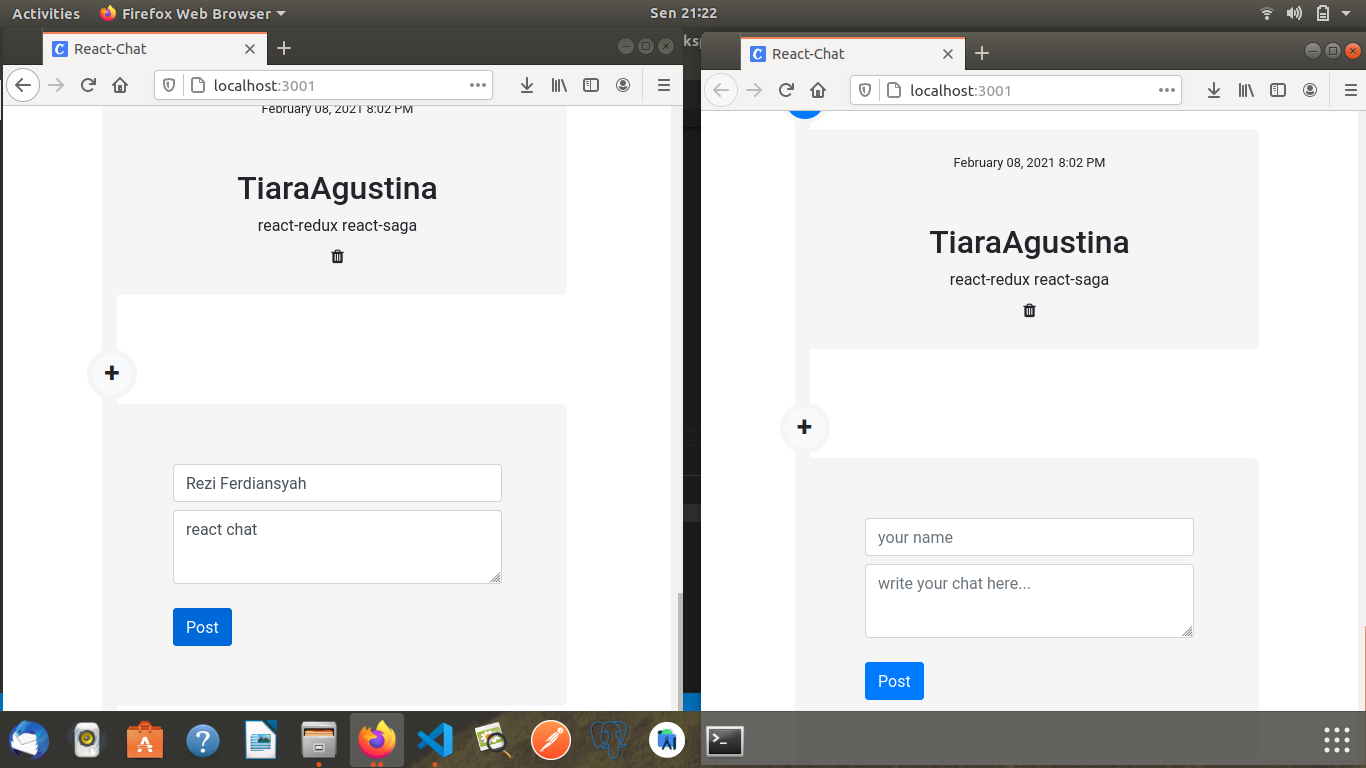 Activities
Firefox Web Browser
Sen 21:22
React-Chat
localhost:3001
February 08, 2021 8:02 PM
TiaraAgustina
react-redux react-saga
Rezi Ferdiansyah
react chat
Post
React-Chat
localhost:3001
February 08, 2021 8:02 PM
TiaraAgustina
react-redux react-saga
your name
write your chat here...
Post